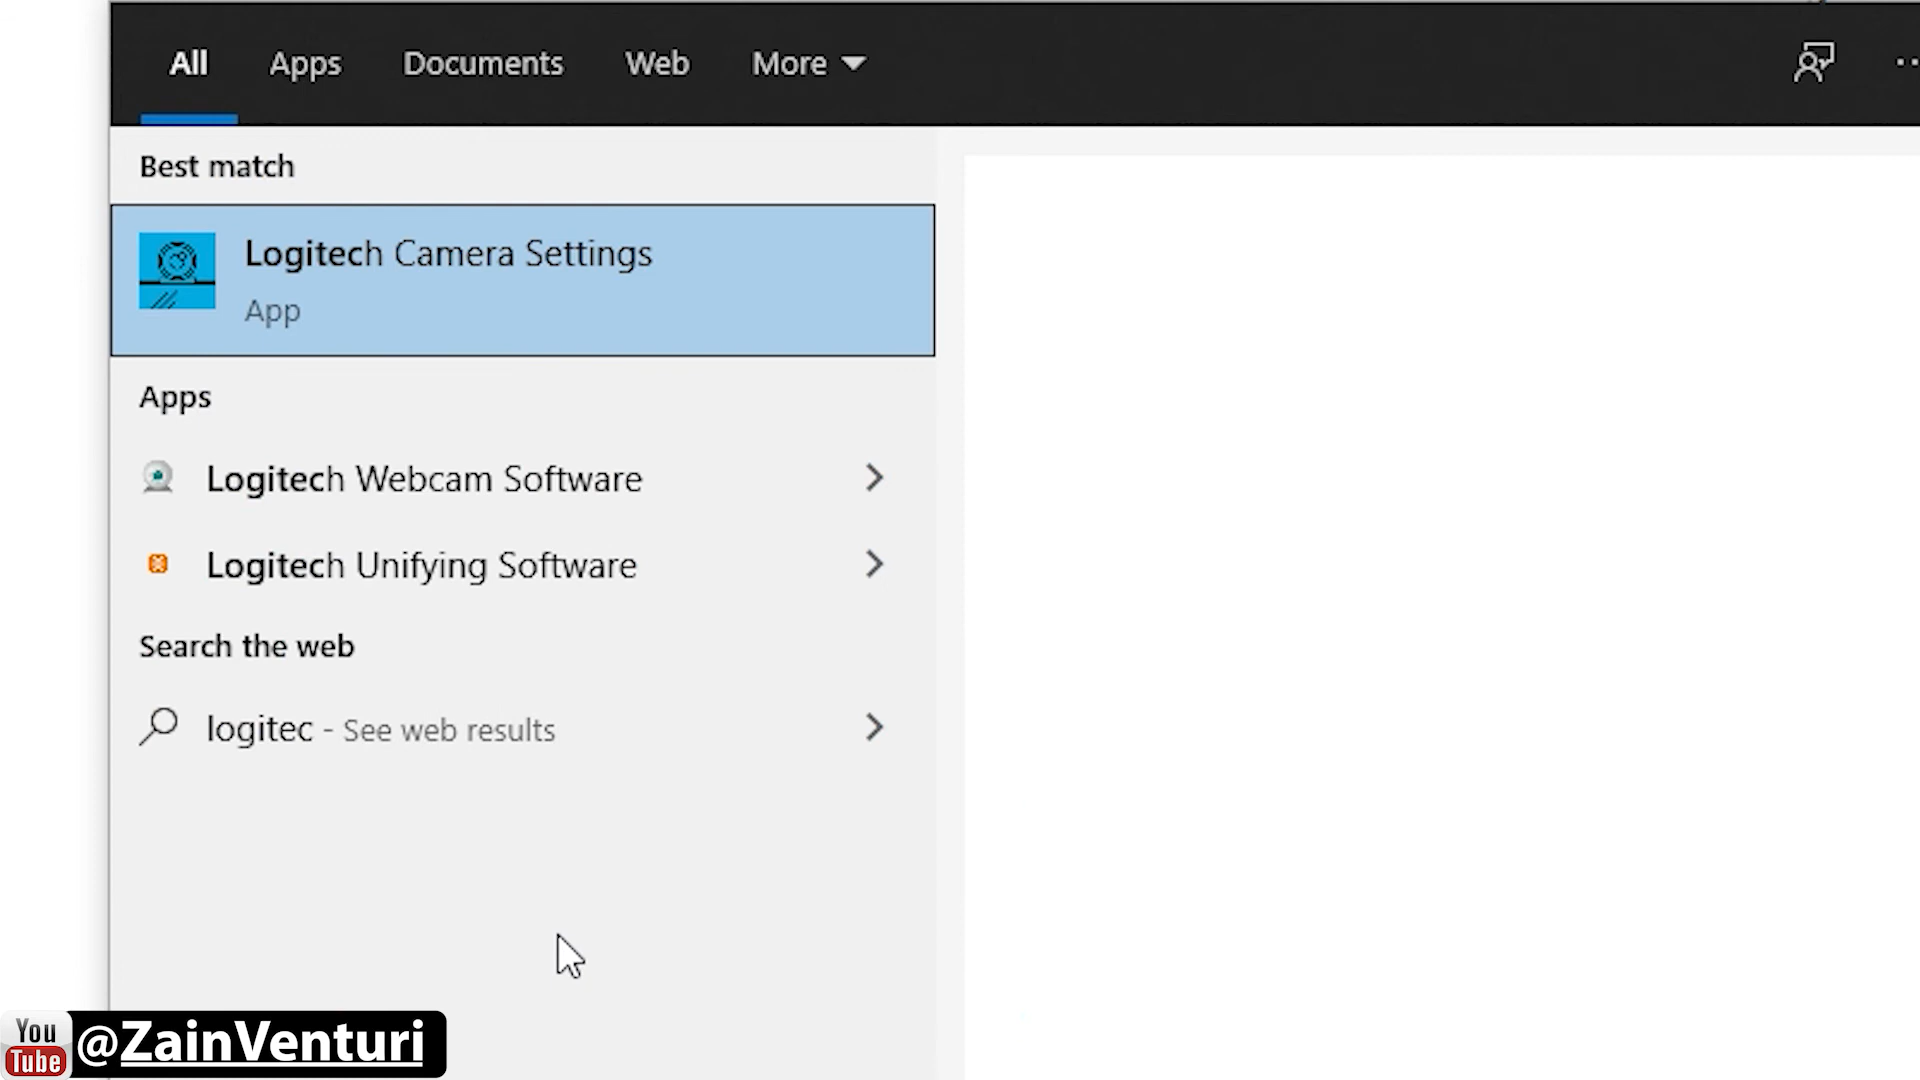 All Apps Documents Web More
Best match
Logitech Camera Settings
App
Apps
Logitech Webcam Software
Logitech Unifying Software
Search the web
logitec - See web results
You
Tube
@ZainVenturi